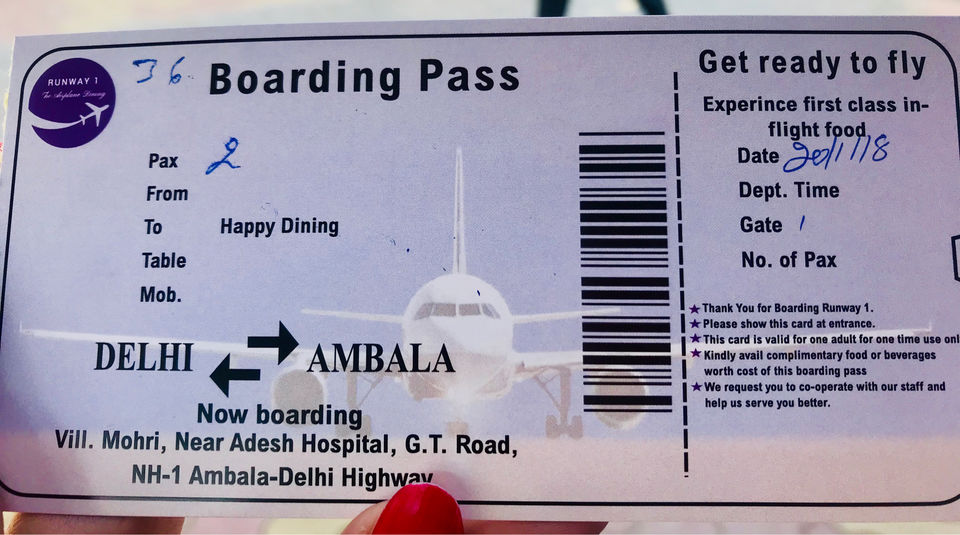 RUNWAY 1
The Airplane Dining
36
Boarding Pass
Pax 2
From
To Happy Dining
Table
Mob.
DELHI AMBALA
Now boarding
Vill. Mohri, Near Adesh Hospital, G.T. Road,
NH-1 Ambala-Delhi Highway
Get ready to fly
Experince first class in-
flight food
Date 20/1/18
Dept. Time
Gate 1
No. of Pax
★Thank You for Boarding Runway 1.
★Please show this card at entrance.
★This card is valid for one adult for one time use onl
★Kindly avail complimentary food or beverages
worth cost of this boarding pass
★We request you to co-operate with our staff and
help us serve you better.